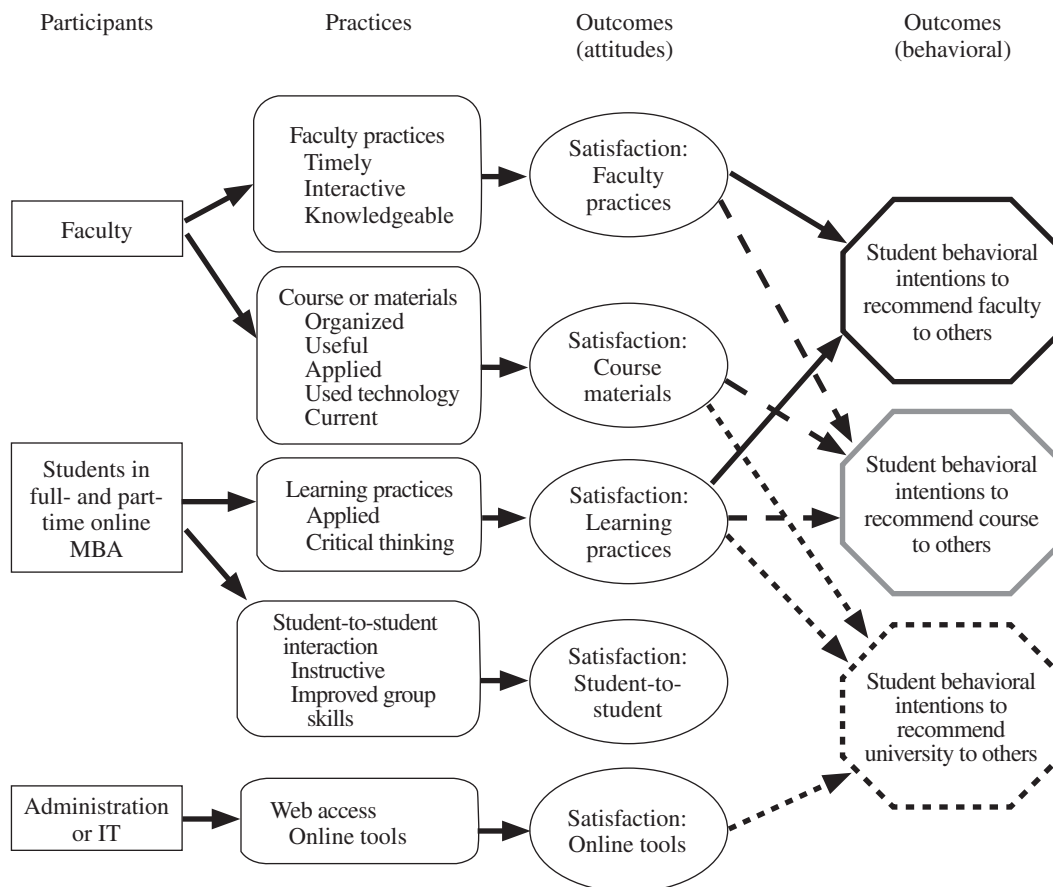 Participants
Practices
Outcomes
(attitudes)
Outcomes
(behavioral)
Faculty
Students in
full- and part-
time online
MBA
Administration
or IT
Faculty practices
Timely
Interactive
Knowledgeable
Course or materials
Organized
Useful
Applied
Used technology
Current
Learning practices
Applied
Critical thinking
Student-to-student
interaction
Instructive
Improved group
skills
Web access
Online tools
Satisfaction:
Faculty
practices
Satisfaction:
Course
materials
Satisfaction:
Learning
practices
Satisfaction:
Student-to-
student
Satisfaction:
Online tools
Student behavioral
intentions to
recommend faculty
to others
Student behavioral
intentions to
recommend course
to others
Student behavioral
intentions to
recommend
university to others